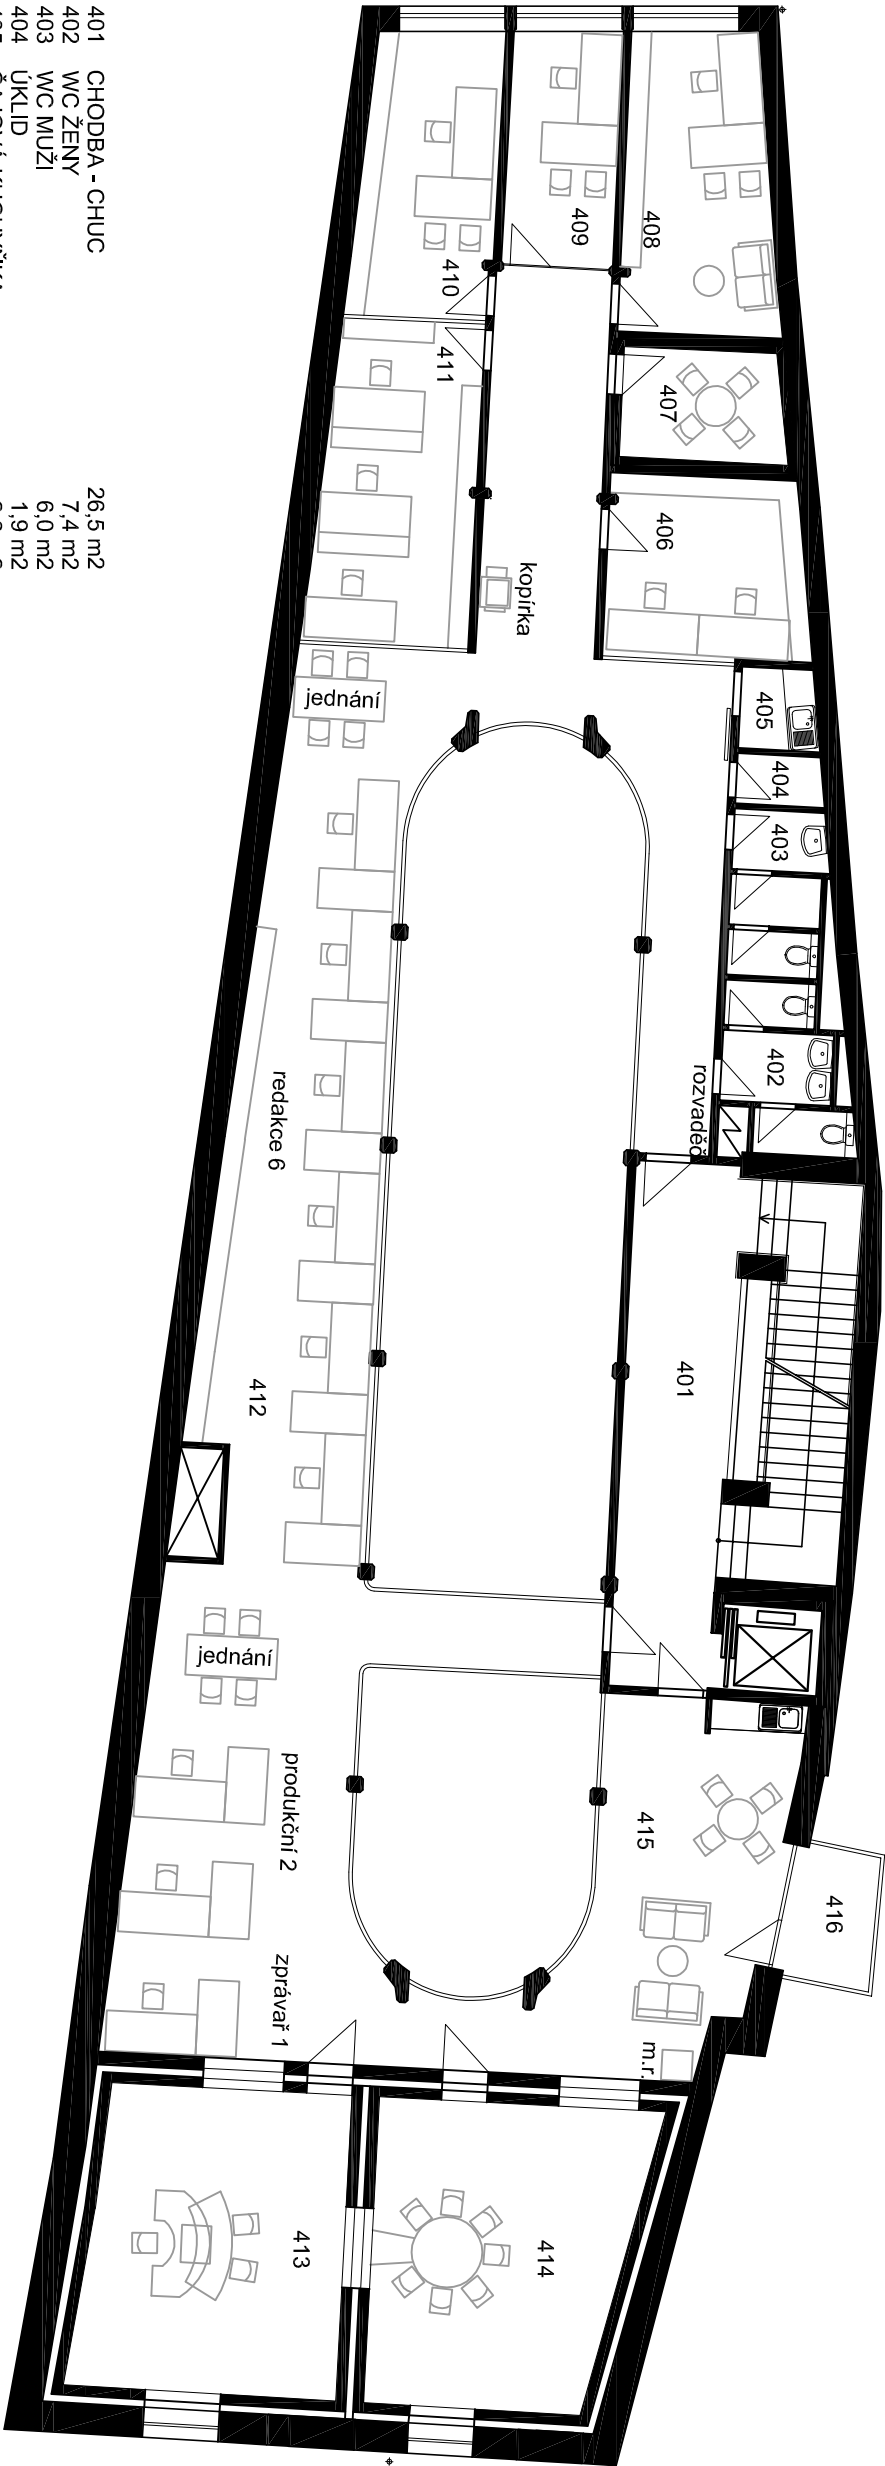 401 CHODBA - CHUC 26,5 m2
402 WC ŽENY 7,4 m2
403 WC MUŽI 6,0 m2
404 ÚKLID 1,9 m2
408
409
410
411
407
406
kopírka
jednání
405
404
403
402
rozvaděč
redakce 6
401
412
jednání
produkční 2
415
416
zprávař 1
m.r.
413
414